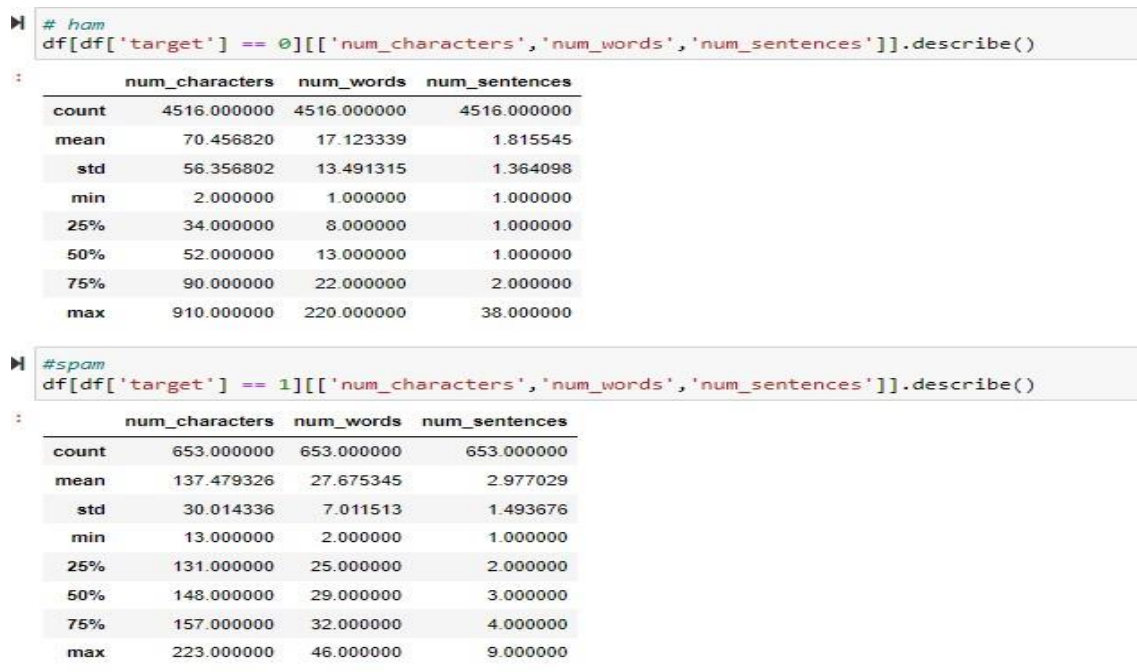 # ham
df[df['target'] == 0][['num_characters','num_words','num_sentences']].describe()
:
num_characters num_words num_sentences
count 4516.000000 4516.000000 4516.000000
mean 70.456820 17.123339 1.815545
std 56.356802 13.491315 1.364098
min 2.000000 1.000000 1.000000
25% 34.000000 8.000000 1.000000
50% 52.000000 13.000000 1.000000
75% 90.000000 22.000000 2.000000
max 910.000000 220.000000 38.000000
#spam
df[df['target'] == 1][['num_characters','num_words','num_sentences']].describe()
:
num_characters num_words num_sentences
count 653.000000 653.000000 653.000000
mean 137.479326 27.675345 2.977029
std 30.014336 7.011513 1.493676
min 13.000000 2.000000 1.000000
25% 131.000000 25.000000 2.000000
50% 148.000000 29.000000 3.000000
75% 157.000000 32.000000 4.000000
max 223.000000 46.000000 9.000000